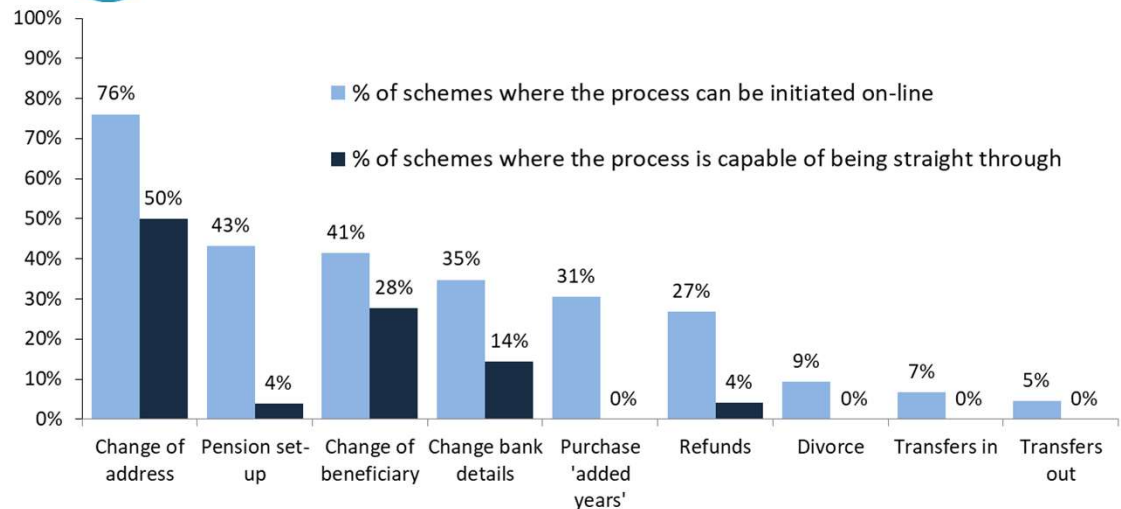 100%
90%
80%
70%
60%
50%
40%
30%
20%
10%
0%
% of schemes where the process can be initiated on-line
% of schemes where the process is capable of being straight through
76%
50%
43%
4%
41%
28%
35%
14%
31%
0%
27%
4%
9%
0%
7%
0%
5%
0%
Change of
address
Pension set-
up
Change of
beneficiary
Change bank
details
Purchase
'added
years'
Refunds
Divorce
Transfers in
Transfers
out